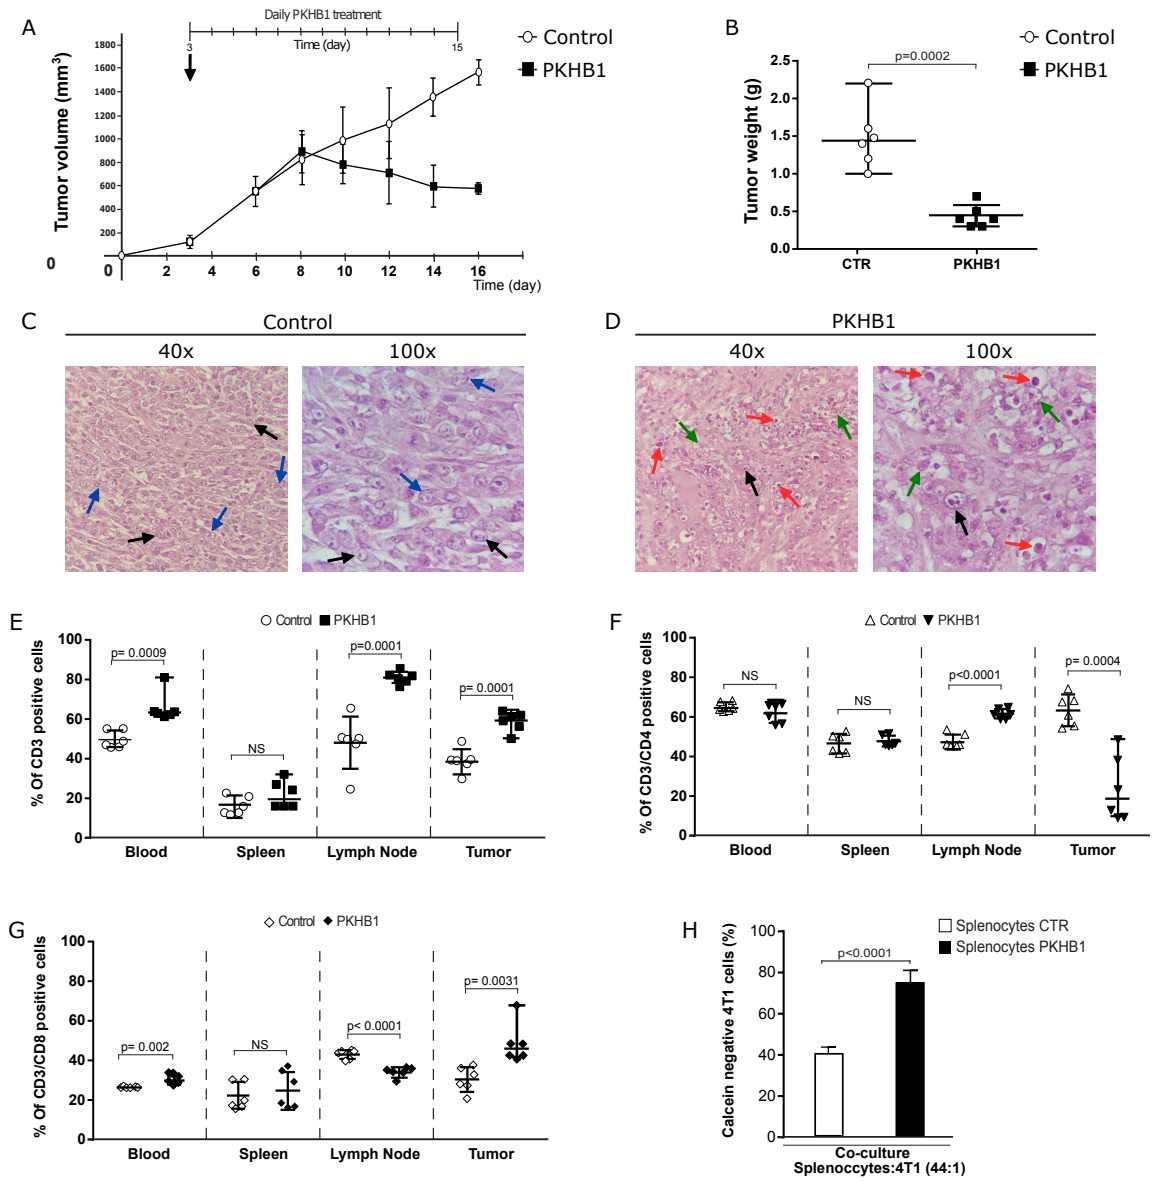 A
Daily PKHB1 treatment
3
Time (day)
15
Control
PKHB1
Tumor volume (mm3)
1800
1600
1400
1200
1000
800
600
400
200
0
0
2
4
6
8
10
12
14
16
Time (day)
B
Control
PKHB1
p=0.0002
Tumor weight (g)
2.5
2.0
1.5
1.0
0.5
0.0
CTR
PKHB1
C
Control
40x
100x
D
PKHB1
40x
100x
E
Control
PKHB1
% Of CD3 positive cells
100
80
60
40
20
0
p= 0.0009
NS
p=0.0001
p= 0.0001
Blood
Spleen
Lymph Node
Tumor
F
Control
PKHB1
% Of CD3/CD4 positive cells
100
80
60
40
20
0
NS
NS
p<0.0001
p= 0.0004
Blood
Spleen
Lymph Node
Tumor
G
Control
PKHB1
% Of CD3/CD8 positive cells
100
80
60
40
20
0
p= 0.002
NS
p< 0.0001
p= 0.0031
Blood
Spleen
Lymph Node
Tumor
H
Splenocytes CTR
Splenocytes PKHB1
Calcein negative 4T1 cells (%)
100
80
60
40
20
0
p<0.0001
Co-culture
Splenoccytes:4T1 (44:1)